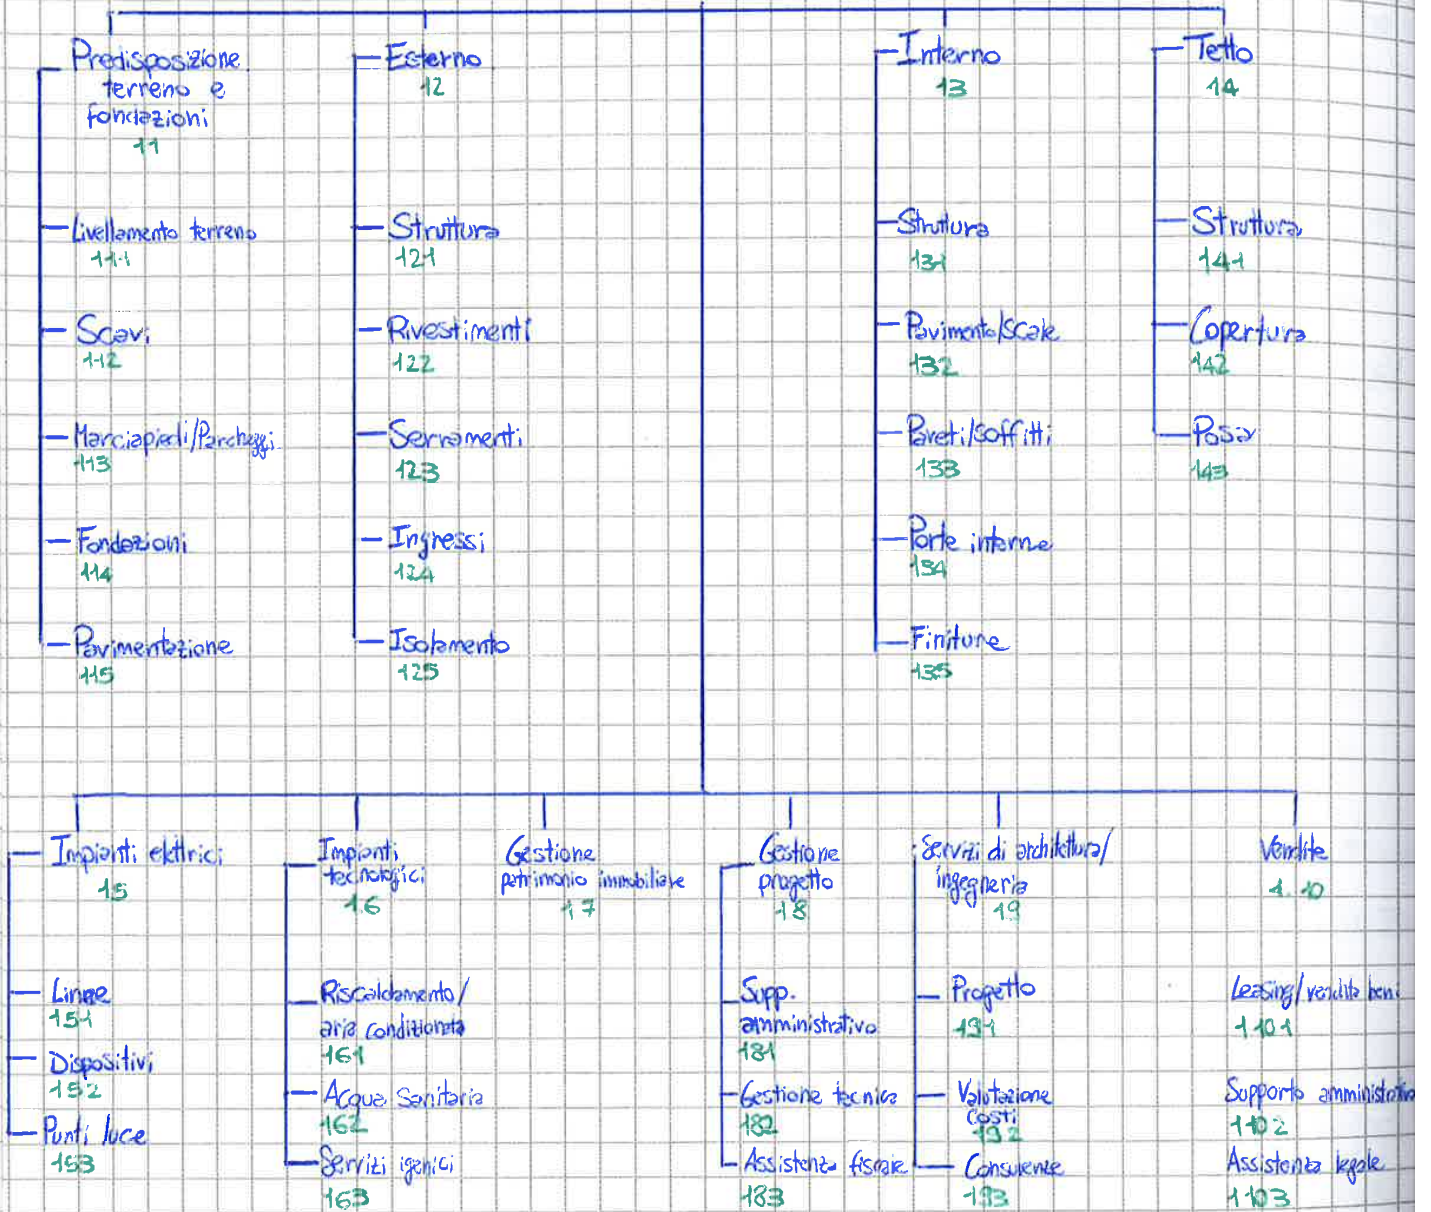 Predisposizione
terreno e
fondazioni
11
Livellamento terreno
111
Scavi
112
Marciapiedi/Parcheggi
113
Fondazioni
114
Pavimentazione
115
Esterno
12
Struttura
121
Rivestimenti
122
Serramenti
123
Ingressi
124
Isolamento
125
Interno
13
Struttura
131
Pavimento/Scale
132
Pareti/Soffitti
133
Porte interne
134
Finiture
135
Tetto
14
Struttura
141
Copertura
142
Posa
143
Impianti elettrici
15
Linee
151
Dispositivi
152
Punti luce
153
Impianti
tecnologici
16
Riscaldamento/
aria condizionata
161
Acqua Sanitaria
162
Servizi igenici
163
Gestione
patrimonio immobiliare
17
Gestione
progetto
18
Supp.
amministrativo
181
Gestione tecnica
182
Assistenza fiscale
183
Servizi di architettura/
ingegneria
19
Progetto
191
Valutazione
Costi
192
Consulenze
193
Vendite
1.10
Leasing/vendita beni
1101
Supporto amministrativo
1102
Assistenza legale
1103